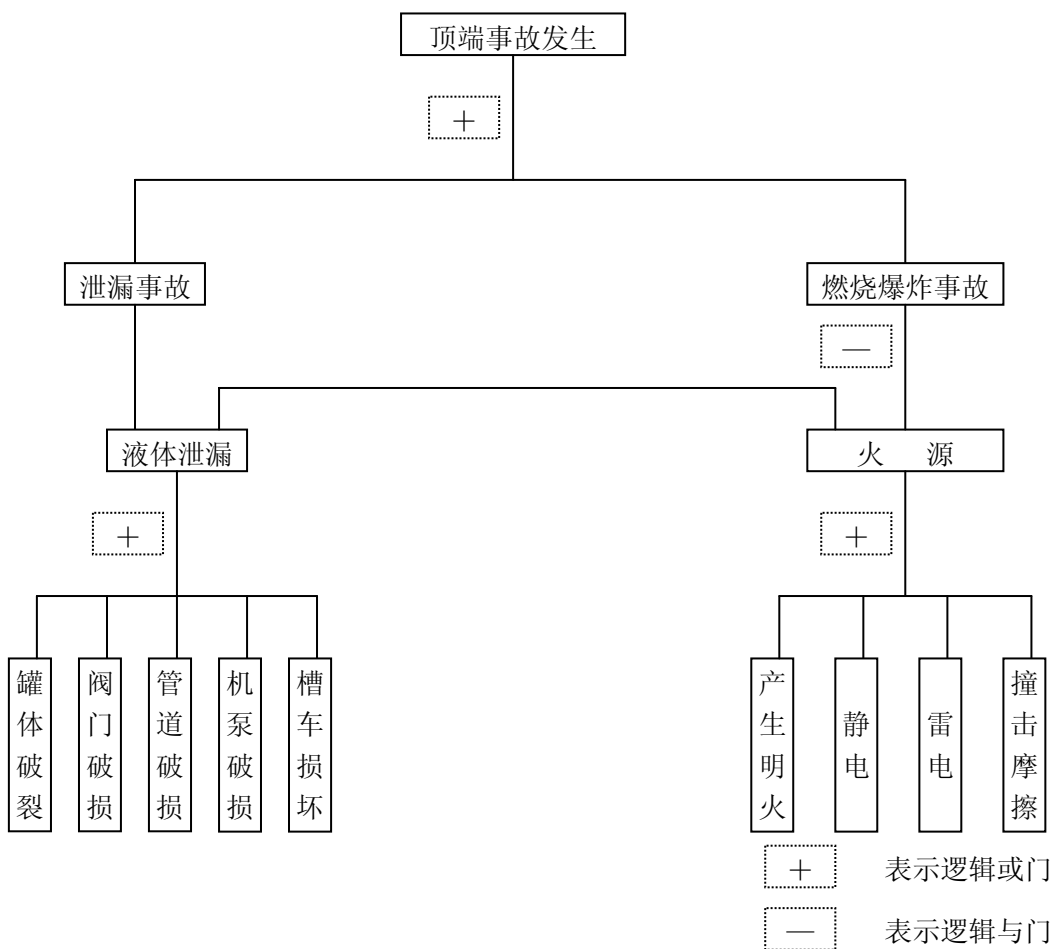 顶端事故发生
＋
泄漏事故
燃烧爆炸事故
—
液体泄漏
火 源
＋
＋
罐体破裂
阀门破损
管道破损
机泵破损
槽车损坏
产生明火
静电
雷电
撞击摩擦
＋ 表示逻辑或门
— 表示逻辑与门